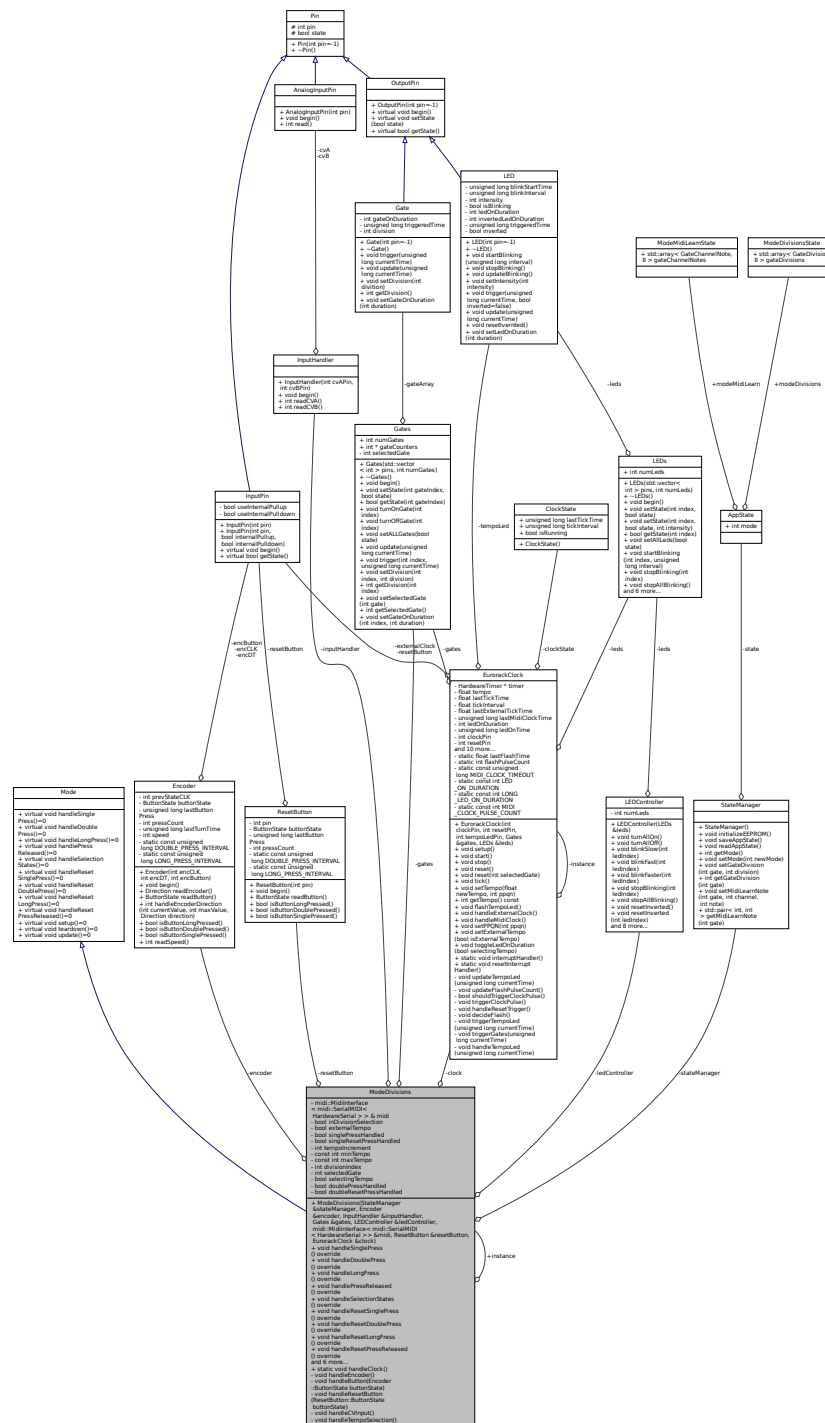 Pin
# int pin
# bool state
+ Pin(int pin=-1)
+ ~Pin()
AnalogInputPin
+ AnalogInputPin(int pin)
+ void begin()
+ int read()
OutputPin
+ OutputPin(int pin=-1)
+ virtual void begin()
+ virtual void setState
(bool state)
+ virtual bool getState()
-cvA
-cvB
LED
- unsigned long blinkStartTime
- unsigned long blinkInterval
- int intensity
- bool isBlinking
- int ledOnDuration
- int invertedLedOnDuration
- unsigned long triggeredTime
- bool inverted
+ LED(int pin=-1)
+ ~LED()
+ void startBlinking
(unsigned long interval)
+ void stopBlinking()
+ void updateBlinking()
+ void setIntensity(int
intensity)
+ void trigger(unsigned
long currentTime, bool
inverted=false)
+ void update(unsigned
long currentTime)
+ void resetIvernted()
+ void setLedOnDuration
(int duration)
Gate
- int gateOnDuration
- unsigned long triggeredTime
- int division
+ Gate(int pin=-1)
+ ~Gate()
+ void trigger(unsigned
long currentTime)
+ void update(unsigned
long currentTime)
+ void setDivision(int
divition)
+ int getDivision()
+ void setGateOnDuration
(int duration)
ModeMidiLearnState
+ std::array< GateChannelNote,
8 > gateChannelNotes
ModeDivisionsState
+ std::array< GateDivisio
8 > gateDivisions
InputHandler
+ InputHandler(int cvAPin,
int cvBPin)
+ void begin()
+ int readCVA()
+ int readCVB()
-gateArray
-leds
+modeMidiLearn
+modeDivisions
Gates
+ int numGates
+ int * gateCounters
- int selectedGate
+ Gates(std::vector
< int > pins, int numGates)
+ ~Gates()
+ void begin()
+ void setState(int gateIndex,
bool state)
+ bool getState(int gateIndex)
+ void turnOnGate(int
index)
+ void turnOffGate(int
index)
+ void setALLGates(bool
state)
+ void update(unsigned
long currentTime)
+ void trigger(int index,
unsigned long currentTime)
+ void setDivision(int
index, int division)
+ int getDivision(int
index)
+ void setSelectedGate
(int gate)
+ int getSelectedGate()
+ void setGateOnDuration
(int index, int duration)
LEDs
+ int numLeds
+ LEDs(std::vector<
int > pins, int numLeds)
+ ~LEDs()
+ void begin()
+ void setState(int index,
bool state)
+ void setState(int index,
bool state, int intensity)
+ bool getState(int index)
+ void setAllLeds(bool
state)
+ void startBlinking
(int index, unsigned
long interval)
+ void stopBlinking(int
index)
+ void stopAllBlinking()
and 6 more...
InputPin
- bool useInternalPullup
- bool useInternalPulldown
+ InputPin(int pin)
+ InputPin(int pin,
bool internalPullup,
bool internalPulldown)
+ virtual void begin()
+ virtual bool getState()
-tempoLed
ClockState
+ unsigned long lastTickTime
+ unsigned long tickInterval
+ bool isRunning
+ ClockState()
AppState
+ int mode
-encButton
-encCLK
-encDT
-resetButton
-inputHandler
-externalClock
-resetButton
-gates
-clockState
-leds
-leds
-state
EurorackClock
- HardwareTimer * timer
- float tempo
- float lastTickTime
- float tickInterval
- float lastExternalTickTime
- unsigned long lastMidiClockTime
- int ledOnDuration
- unsigned long ledOnTime
- int clockPin
- int resetPin
and 10 more...
- static float lastFlashTime
- static int flashPulseCount
- static const unsigned
long MIDI_CLOCK_TIMEOUT
- static const int LED
_ON_DURATION
- static const int LONG
_LED_ON_DURATION
- static const int MIDI
_CLOCK_PULSE_COUNT
+ EurorackClock(int
clockPin, int resetPin,
int tempoLedPin, Gates
&gates, LEDs &leds)
+ void setup()
+ void start()
+ void stop()
+ void reset()
+ void reset(int selectedGate)
+ void tick()
+ void setTempo(float
newTempo, int ppqn)
+ int getTempo() const
+ void flashTempoLed()
+ void handleExternalClock()
+ void handleMidiClock()
+ void setPPQN(int ppqn)
+ void setExternalTempo
(bool isExternalTempo)
+ void toggleLedOnDuration
(bool selectingTempo)
+ static void interruptHandler()
+ static void resetInterrupt
Handler()
- void updateTempoLed
(unsigned long currentTime)
- void updateFlashPulseCount()
- bool shouldTriggerClockPulse()
- void triggerClockPulse()
- void handleResetTrigger()
- void decideFlash()
- void triggerTempoLed
(unsigned long currentTime)
- void triggerGates(unsigned
long currentTime)
- void handleTempoLed
(unsigned long currentTime)
-instance
Mode
+ virtual void handleSingle
Press()=0
+ virtual void handleDouble
Press()=0
+ virtual void handleLongPress()=0
+ virtual void handlePress
Released()=0
+ virtual void handleSelection
States()=0
+ virtual void handleReset
SinglePress()=0
+ virtual void handleReset
DoublePress()=0
+ virtual void handleReset
LongPress()=0
+ virtual void handleReset
PressReleased()=0
+ virtual void setup()=0
+ virtual void teardown()=0
+ virtual void update()=0
Encoder
- int prevStateCLK
- ButtonState buttonState
- unsigned long lastButton
Press
- int pressCount
- unsigned long lastTurnTime
- int speed
- static const unsigned
long DOUBLE_PRESS_INTERVAL
- static const unsigned
long LONG_PRESS_INTERVAL
+ Encoder(int encCLK,
int encDT, int encButton)
+ void begin()
+ Direction readEncoder()
+ ButtonState readButton()
+ int handleEncoderDirection
(int currentValue, int maxValue,
Direction direction)
+ bool isButtonLongPressed()
+ bool isButtonDoublePressed()
+ bool isButtonSinglePressed()
+ int readSpeed()
ResetButton
- int pin
- ButtonState buttonState
- unsigned long lastButton
Press
- int pressCount
- static const unsigned
long DOUBLE_PRESS_INTERVAL
- static const unsigned
long LONG_PRESS_INTERVAL
+ ResetButton(int pin)
+ void begin()
+ ButtonState readButton()
+ bool isButtonLongPressed()
+ bool isButtonDoublePressed()
+ bool isButtonSinglePressed()
-gates
LEDController
- int numLeds
+ LEDController(LEDs
&leds)
+ void turnAllOn()
+ void turnAllOff()
+ void blinkSlow(int
ledIndex)
+ void blinkFast(int
ledIndex)
+ void blinkFaster(int
ledIndex)
+ void stopBlinking(int
ledIndex)
+ void stopAllBlinking()
+ void resetInverted()
+ void resetInverted
(int ledIndex)
and 8 more...
StateManager
+ StateManager()
+ void initializeEEPROM()
+ void saveAppState()
+ void readAppState()
+ int getMode()
+ void setMode(int newMode)
+ void setGateDivision
(int gate, int division)
+ int getGateDivision
(int gate)
+ void setMidiLearnNote
(int gate, int channel,
int note)
+ std::pair< int, int
> getMidiLearnNote
(int gate)
-encoder
-resetButton
-clock
-ledController
-stateManager
ModeDivisions
- midi::MidiInterface
< midi::SerialMIDI<
HardwareSerial > > & midi
- bool inDivisionSelection
- bool externalTempo
- bool singlePressHandled
- bool singleResetPressHandled
- int tempoIncrement
- const int minTempo
- const int maxTempo
- int divisionIndex
- int selectedGate
- bool selectingTempo
- bool doublePressHandled
- bool doubleResetPressHandled
+ ModeDivisions(StateManager
&stateManager, Encoder
&encoder, InputHandler &inputHandler,
Gates &gates, LEDController &ledController,
midi::MidiInterface< midi::SerialMIDI
< HardwareSerial >> &midi, ResetButton &resetButton,
EurorackClock &clock)
+ void handleSinglePress
() override
+ void handleDoublePress
() override
+ void handleLongPress
() override
+ void handlePressReleased
() override
+ void handleSelectionStates
() override
+ void handleResetSinglePress
() override
+ void handleResetDoublePress
() override
+ void handleResetLongPress
() override
+ void handleResetPressReleased
() override
and 6 more...
+ static void handleClock()
- void handleEncoder()
- void handleButton(Encoder
::ButtonState buttonState)
- void handleResetButton
(ResetButton::ButtonState
buttonState)
- void handleCVInput()
- void handleTempoSelection()
+instance